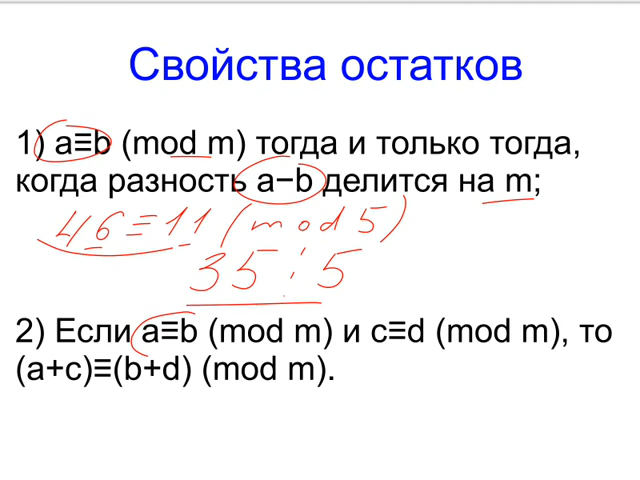 Свойства остатков
1) a≡b (mod m) тогда и только тогда,
когда разность a−b делится на m;
46≡11 (mod 5)
35⋮5
2) Если a≡b (mod m) и c≡d (mod m), то
(a+c)≡(b+d) (mod m).